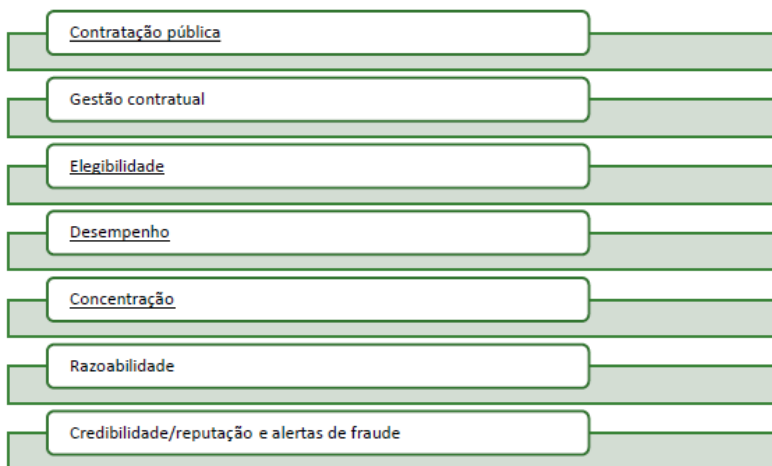 Contratação pública
Gestão contratual
Elegibilidade
Desempenho
Concentração
Razoabilidade
Credibilidade/reputação e alertas de fraude